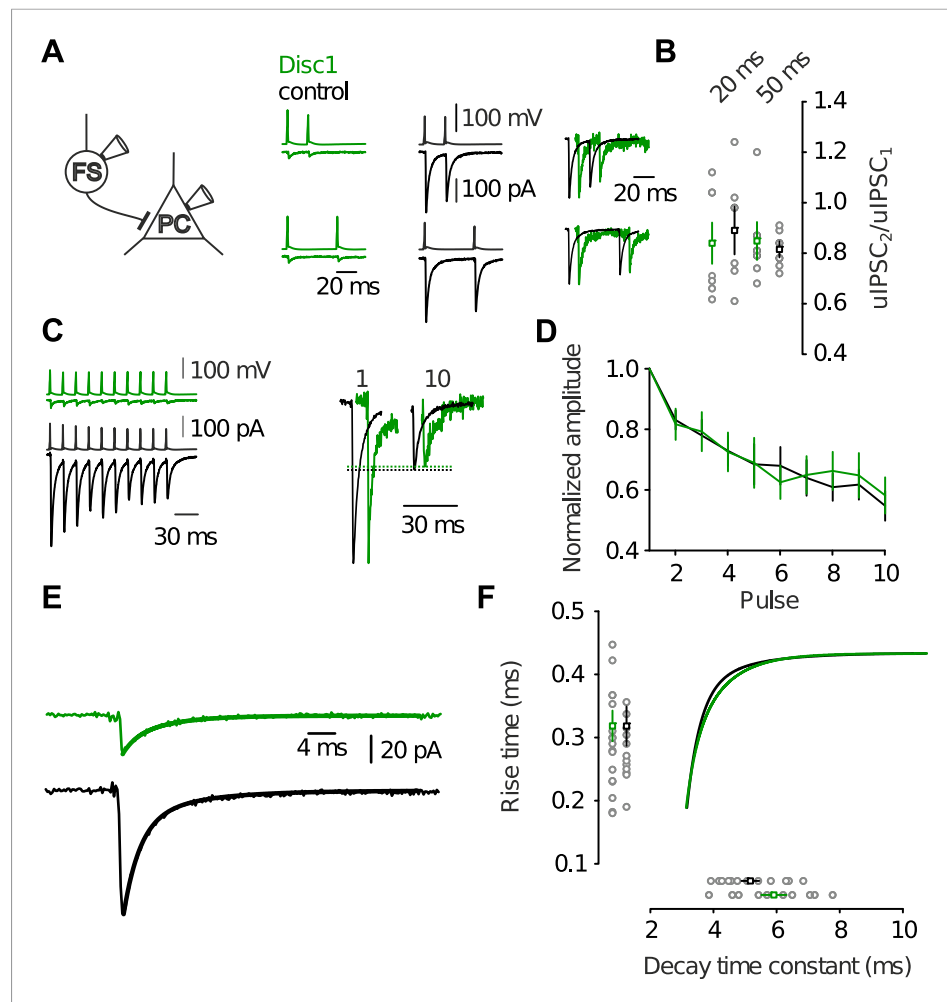 A
Disc1
control
FS
PC
100 mV
100 pA
20 ms
20 ms
B
20 ms
50 ms
1.4
1.2
1.0
0.8
0.6
0.4
uIPSC2/uIPSC1
C
100 mV
100 pA
30 ms
1
10
30 ms
D
1.0
0.8
0.6
0.4
Normalized amplitude
2
4
6
8
10
Pulse
E
4 ms
20 pA
F
0.5
0.4
0.3
0.2
0.1
Rise time (ms)
2
4
6
8
10
Decay time constant (ms)